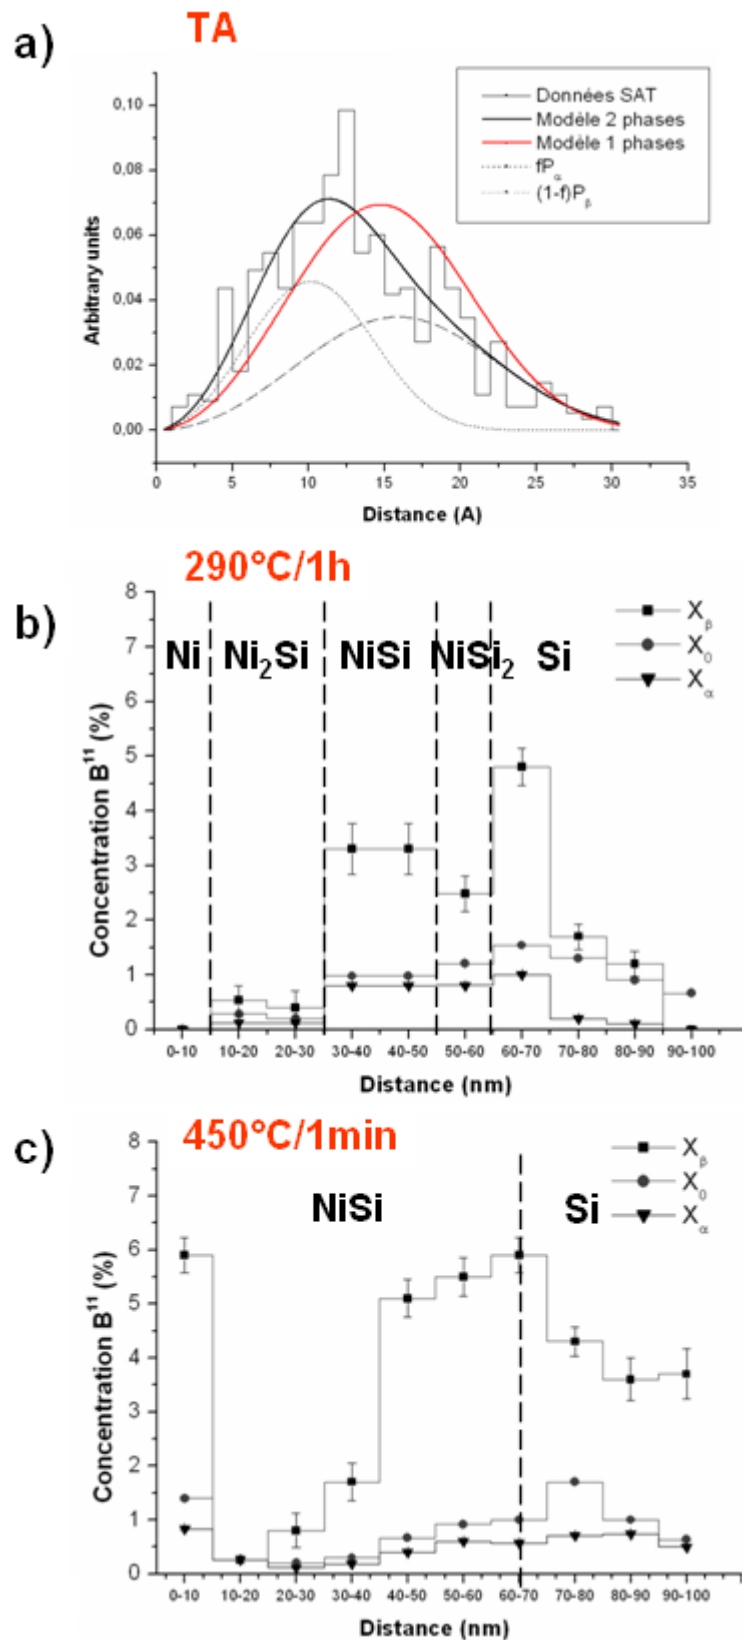 a) TA
Données SAT
Modèle 2 phases
Modèle 1 phases
fPα
(1-f)Pβ
Arbitrary units
0,10
0,08
0,06
0,04
0,02
0,00
0 5 10 15 20 25 30 35
Distance (A)
b) 290°C/1h
Xβ
X0
Xα
Ni Ni2Si NiSi NiSi2 Si
Concentration B11 (%)
8
7
6
5
4
3
2
1
0
0-10 10-20 20-30 30-40 40-50 50-60 60-70 70-80 80-90 90-100
Distance (nm)
c) 450°C/1min
Xβ
X0
Xα
NiSi Si
Concentration B11 (%)
8
7
6
5
4
3
2
1
0
0-10 10-20 20-30 30-40 40-50 50-60 60-70 70-80 80-90 90-100
Distance (nm)